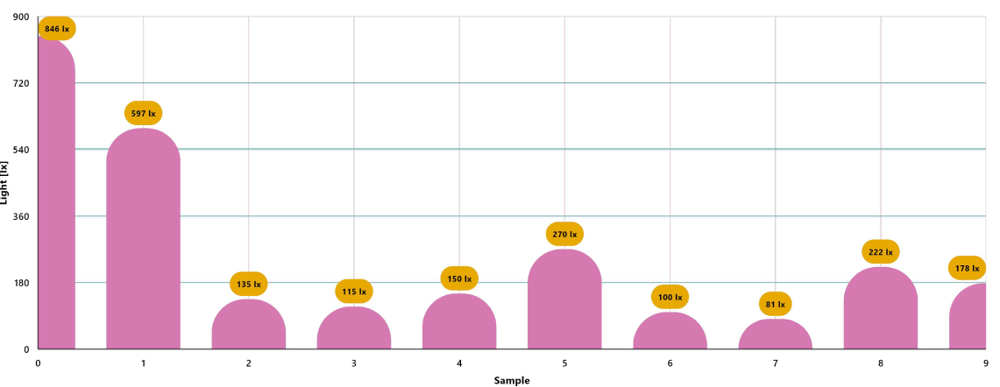 900
846 lx
720
597 lx
540
Light [lx]
360
270 lx
222 lx
180
178 lx
150 lx
135 lx
115 lx
100 lx
81 lx
0
0 1 2 3 4 5 6 7 8 9
Sample